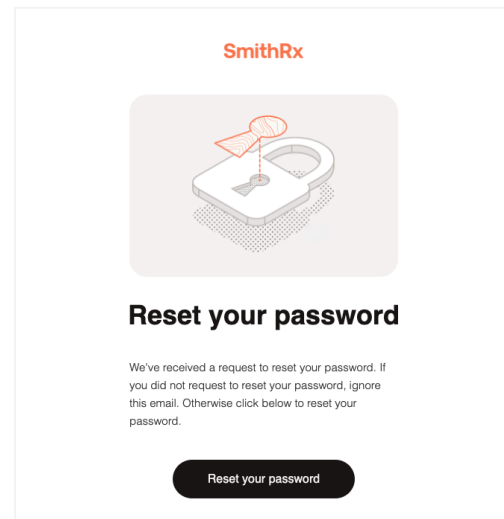 SmithRx
Reset your password
We've received a request to reset your password. If
you did not request to reset your password, ignore
this email. Otherwise click below to reset your
password.
Reset your password